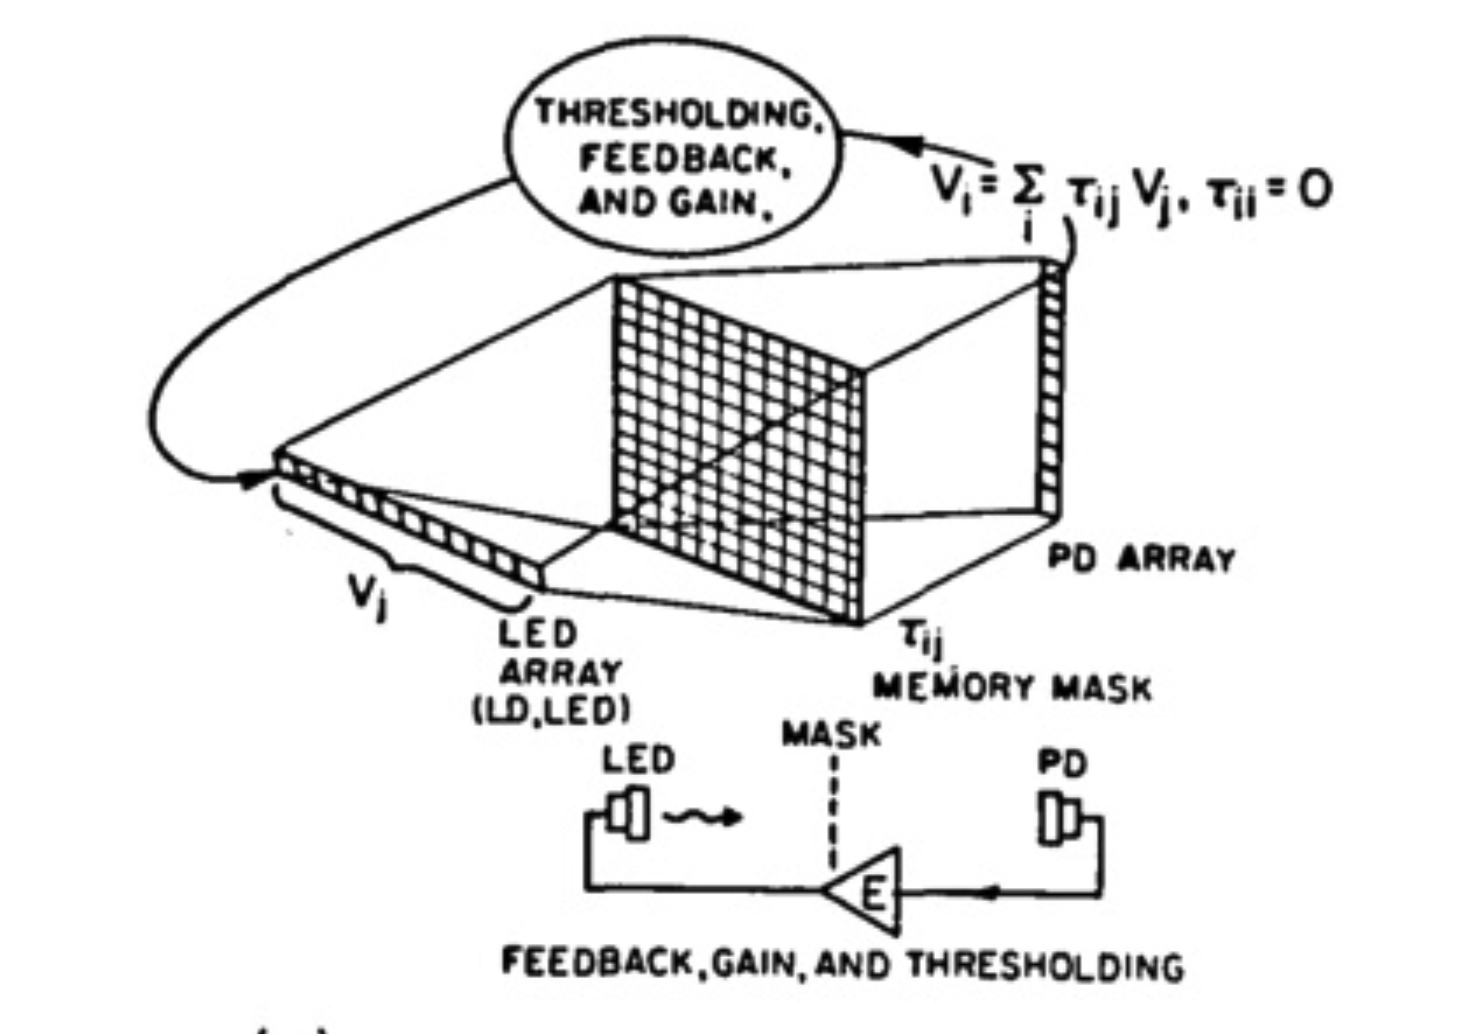 THRESHOLDING,
FEEDBACK,
AND GAIN,
Vi = Σ τij Vj, τii = 0
i
PD ARRAY
Vj
LED
ARRAY
(LD,LED)
τij
MEMORY MASK
MASK
LED
PD
E
FEEDBACK, GAIN, AND THRESHOLDING